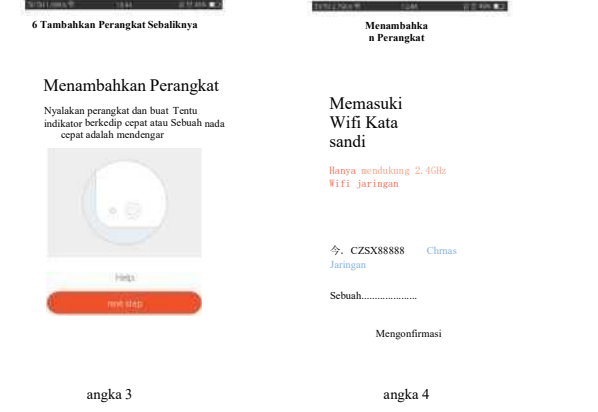 6 Tambahkan Perangkat Sebaliknya
Menambahkan Perangkat
Nyalakan perangkat dan buat Tentu
indikator berkedip cepat atau Sebuah nada
cepat adalah mendengar
Help
next step
angka 3
Menambahka
n Perangkat
Memasuki
Wifi Kata
sandi
Hanya mendukung 2.4GHz
Wifi jaringan
令. CZSX88888 Chrnas
Jaringan
Sebuah...................
Mengonfirmasi
angka 4